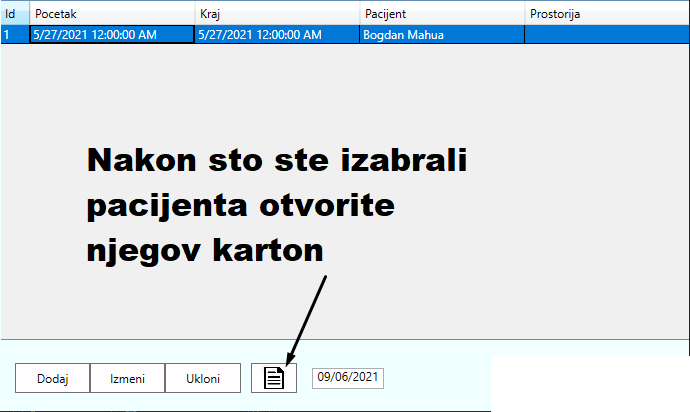 Id Pocetak Kraj Pacijent Prostorija
1 5/27/2021 12:00:00 AM 5/27/2021 12:00:00 AM Bogdan Mahua
Nakon sto ste izabrali
pacijenta otvorite
njegov karton
Dodaj Izmeni Ukloni 09/06/2021